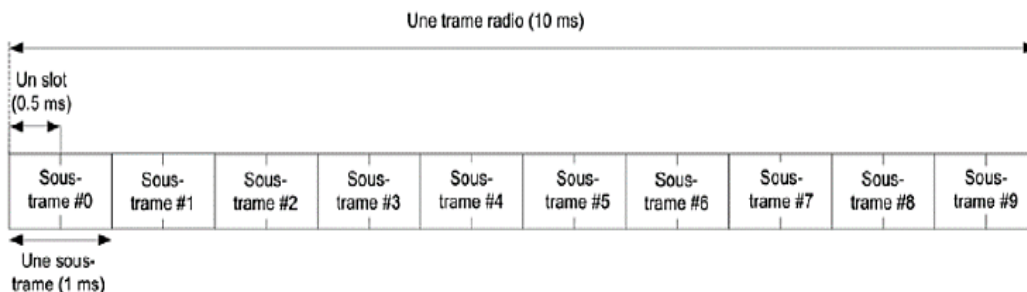 Une trame radio (10 ms)
Un slot
(0.5 ms)
Sous-
trame #0
Sous-
trame #1
Sous-
trame #2
Sous-
trame #3
Sous-
trame #4
Sous-
trame #5
Sous-
trame #6
Sous-
trame #7
Sous-
trame #8
Sous-
trame #9
Une sous-
trame (1 ms)